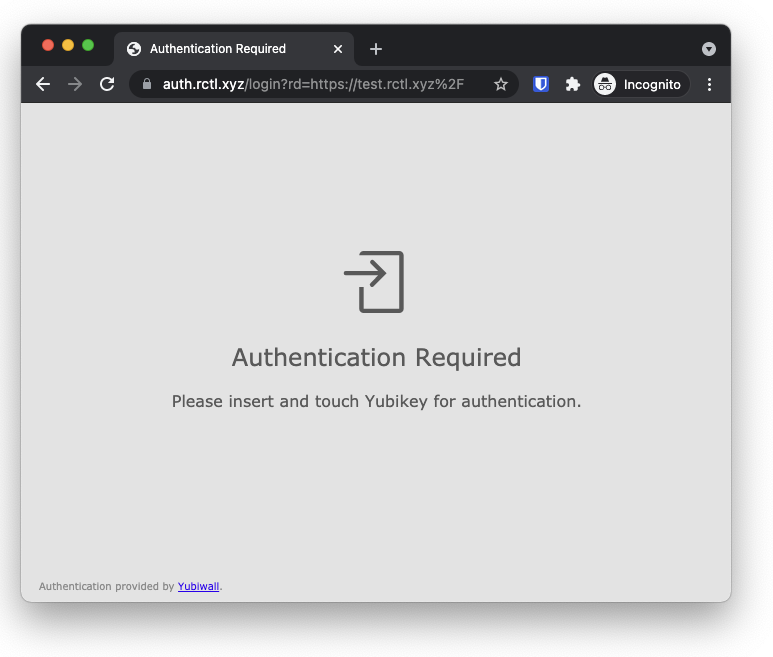 Authentication Required
auth.rctl.xyz/login?rd=https://test.rctl.xyz%2F
Incognito
Authentication Required
Please insert and touch Yubikey for authentication.
Authentication provided by Yubiwall.